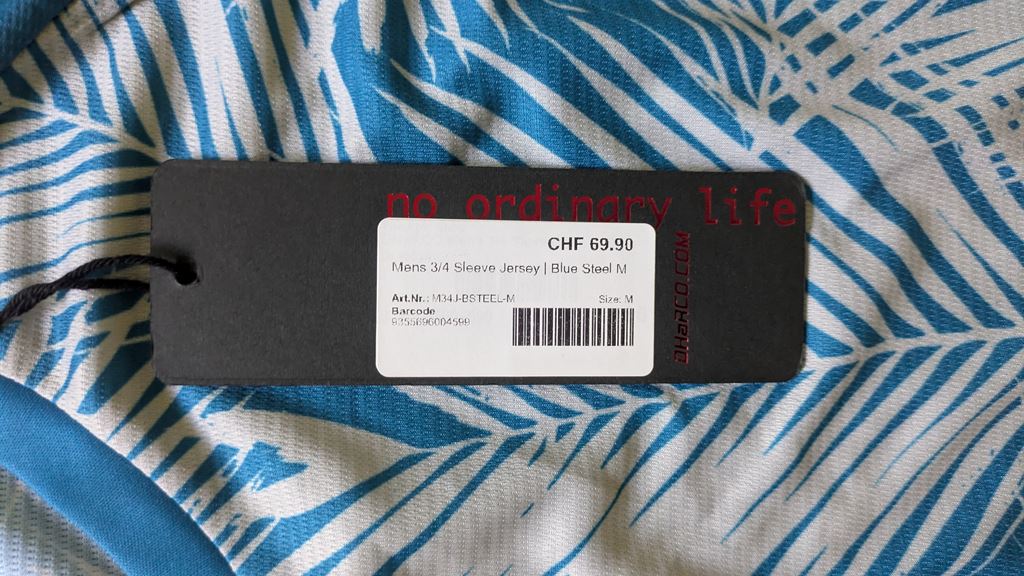 no ordinary life
CHF 69.90
Mens 3/4 Sleeve Jersey | Blue Steel M
Art.Nr.: M34J-BSTEEL-M
Size: M
Barcode
9355896004599
DHaRCO.COM